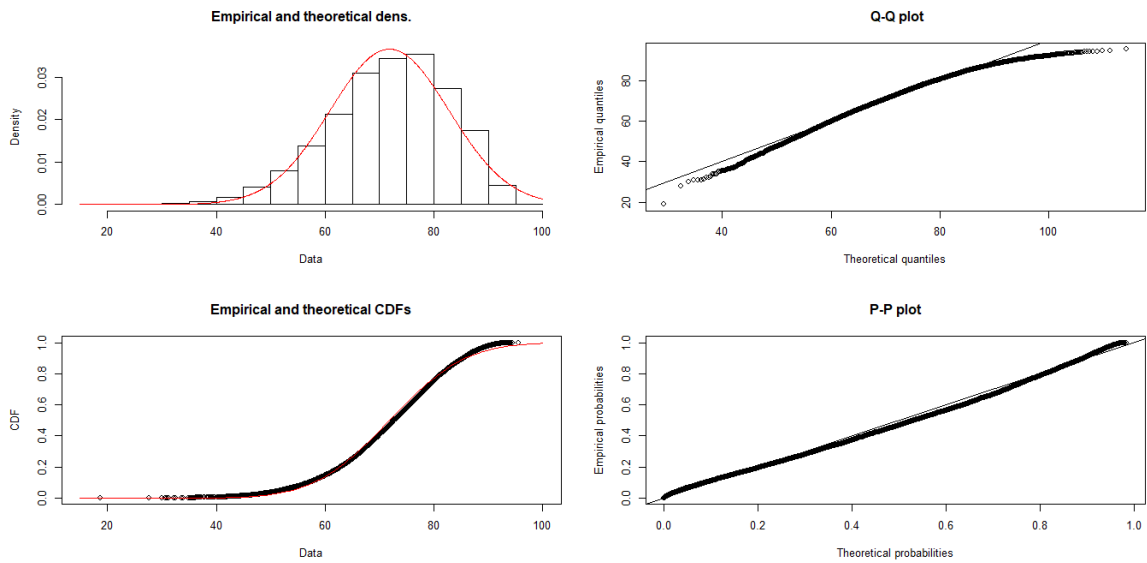 Empirical and theoretical dens.
Density
0.00
0.01
0.02
0.03
20 40 60 80 100
Data
Q-Q plot
Empirical quantiles
20
40
60
80
40 60 80 100
Theoretical quantiles
Empirical and theoretical CDFs
CDF
0.0
0.2
0.4
0.6
0.8
1.0
20 40 60 80 100
Data
P-P plot
Empirical probabilities
0.0
0.2
0.4
0.6
0.8
1.0
0.0 0.2 0.4 0.6 0.8 1.0
Theoretical probabilities